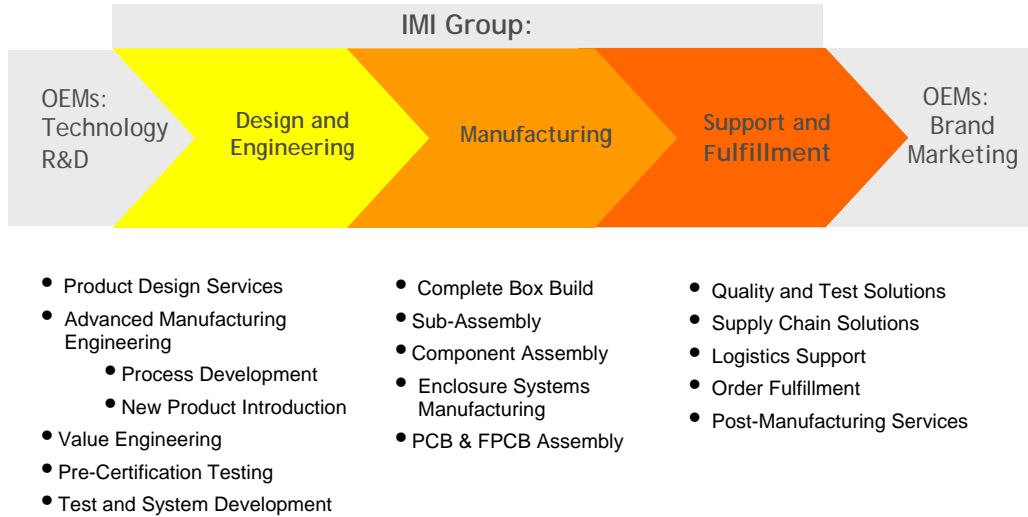 IMI Group:
OEMs:
Technology
R&D
Design and
Engineering
Manufacturing
Support and
Fulfillment
OEMs:
Brand
Marketing
• Product Design Services
• Advanced Manufacturing
Engineering
• Process Development
• New Product Introduction
• Value Engineering
• Pre-Certification Testing
• Test and System Development
• Complete Box Build
• Sub-Assembly
• Component Assembly
• Enclosure Systems
Manufacturing
• PCB & FPCB Assembly
• Quality and Test Solutions
• Supply Chain Solutions
• Logistics Support
• Order Fulfillment
• Post-Manufacturing Services